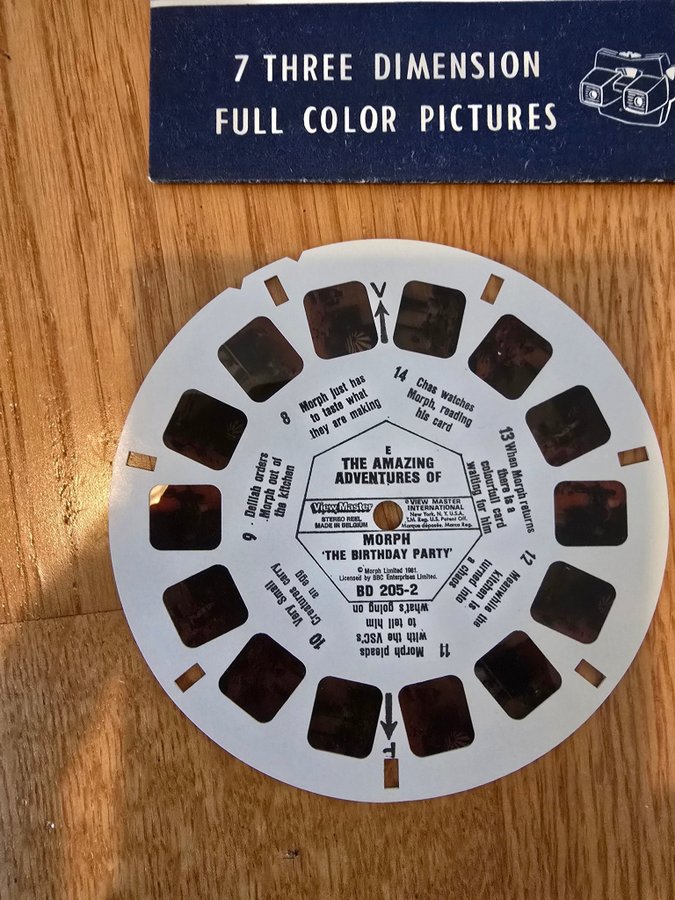 7 THREE DIMENSION
FULL COLOR PICTURES
V
8 Morph just has
to taste what
they are making
14 Chas watches
Morph, reading
his card
13 When Morph returns
there is a
colourfull card
waiting for him
12 Meanwhile the
Kitchen is
turned into
a chaos
11 Morph pleads
with the VSC's
to tell him
what's going on
10 Very Small
Creatures carry
an egg
9 . Delilah orders
Morph out of
the kitchen
E
THE AMAZING
ADVENTURES OF
View Master
STEREO REEL
MADE IN BELGIUM
© VIEW MASTER
INTERNATIONAL
New York, N.Y. U.S.A.
T.M. Reg. U.S. Patent Off.
Marque déposée. Marca Reg.
MORPH
'THE BIRTHDAY PARTY'
© Morph Limited 1981.
Licensed by BBC Enterprises Limited.
BD 205-2
T